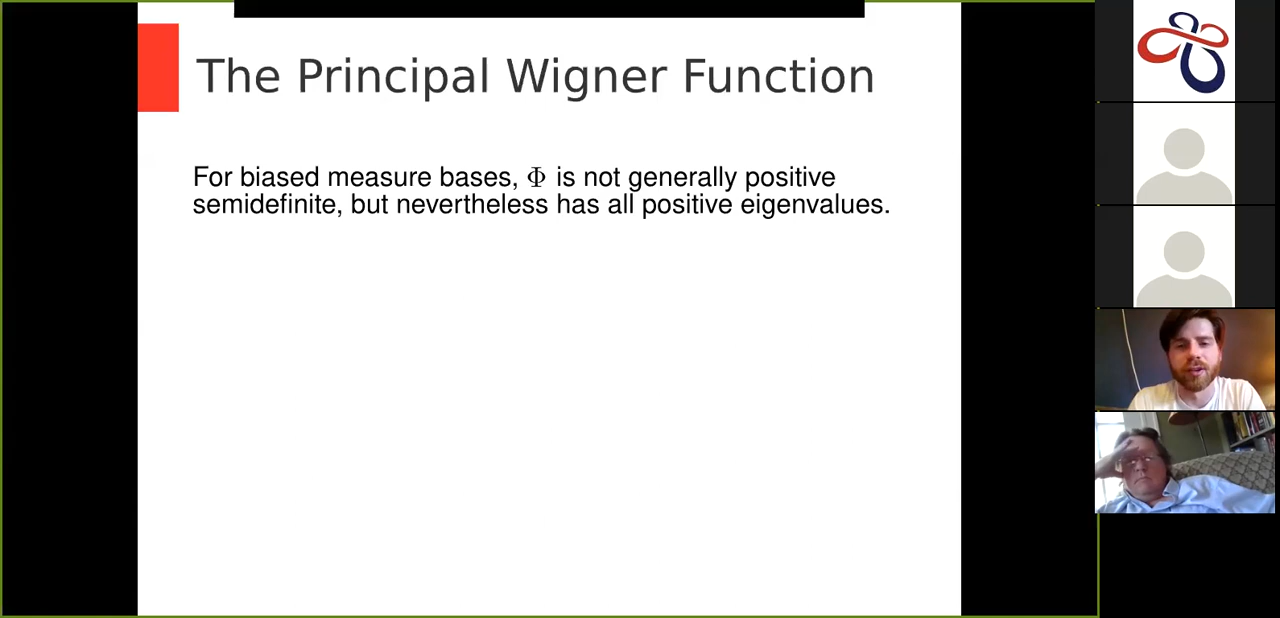 The Principal Wigner Function
For biased measure bases, Φ is not generally positive
semidefinite, but nevertheless has all positive eigenvalues.